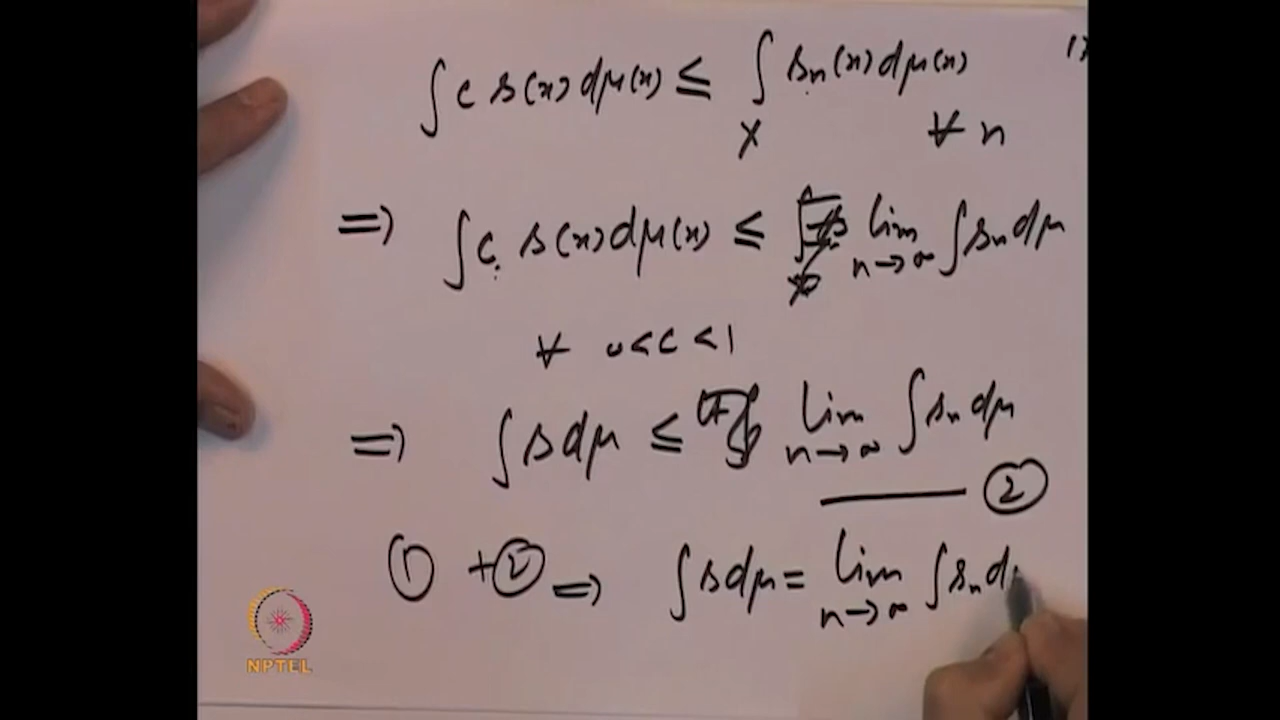 ∫ c s(x) dμ(x) ≤ ∫_X s_n(x) dμ(x)
∀ n
⇒ ∫ c s(x) dμ(x) ≤ lim_{n→∞} ∫ s_n dμ
∀ 0 < c < 1
⇒ ∫ s dμ ≤ lim_{n→∞} ∫ s_n dμ
—— ②
① + ② ⇒ ∫ s dμ = lim_{n→∞} ∫ s_n d
NPTEL